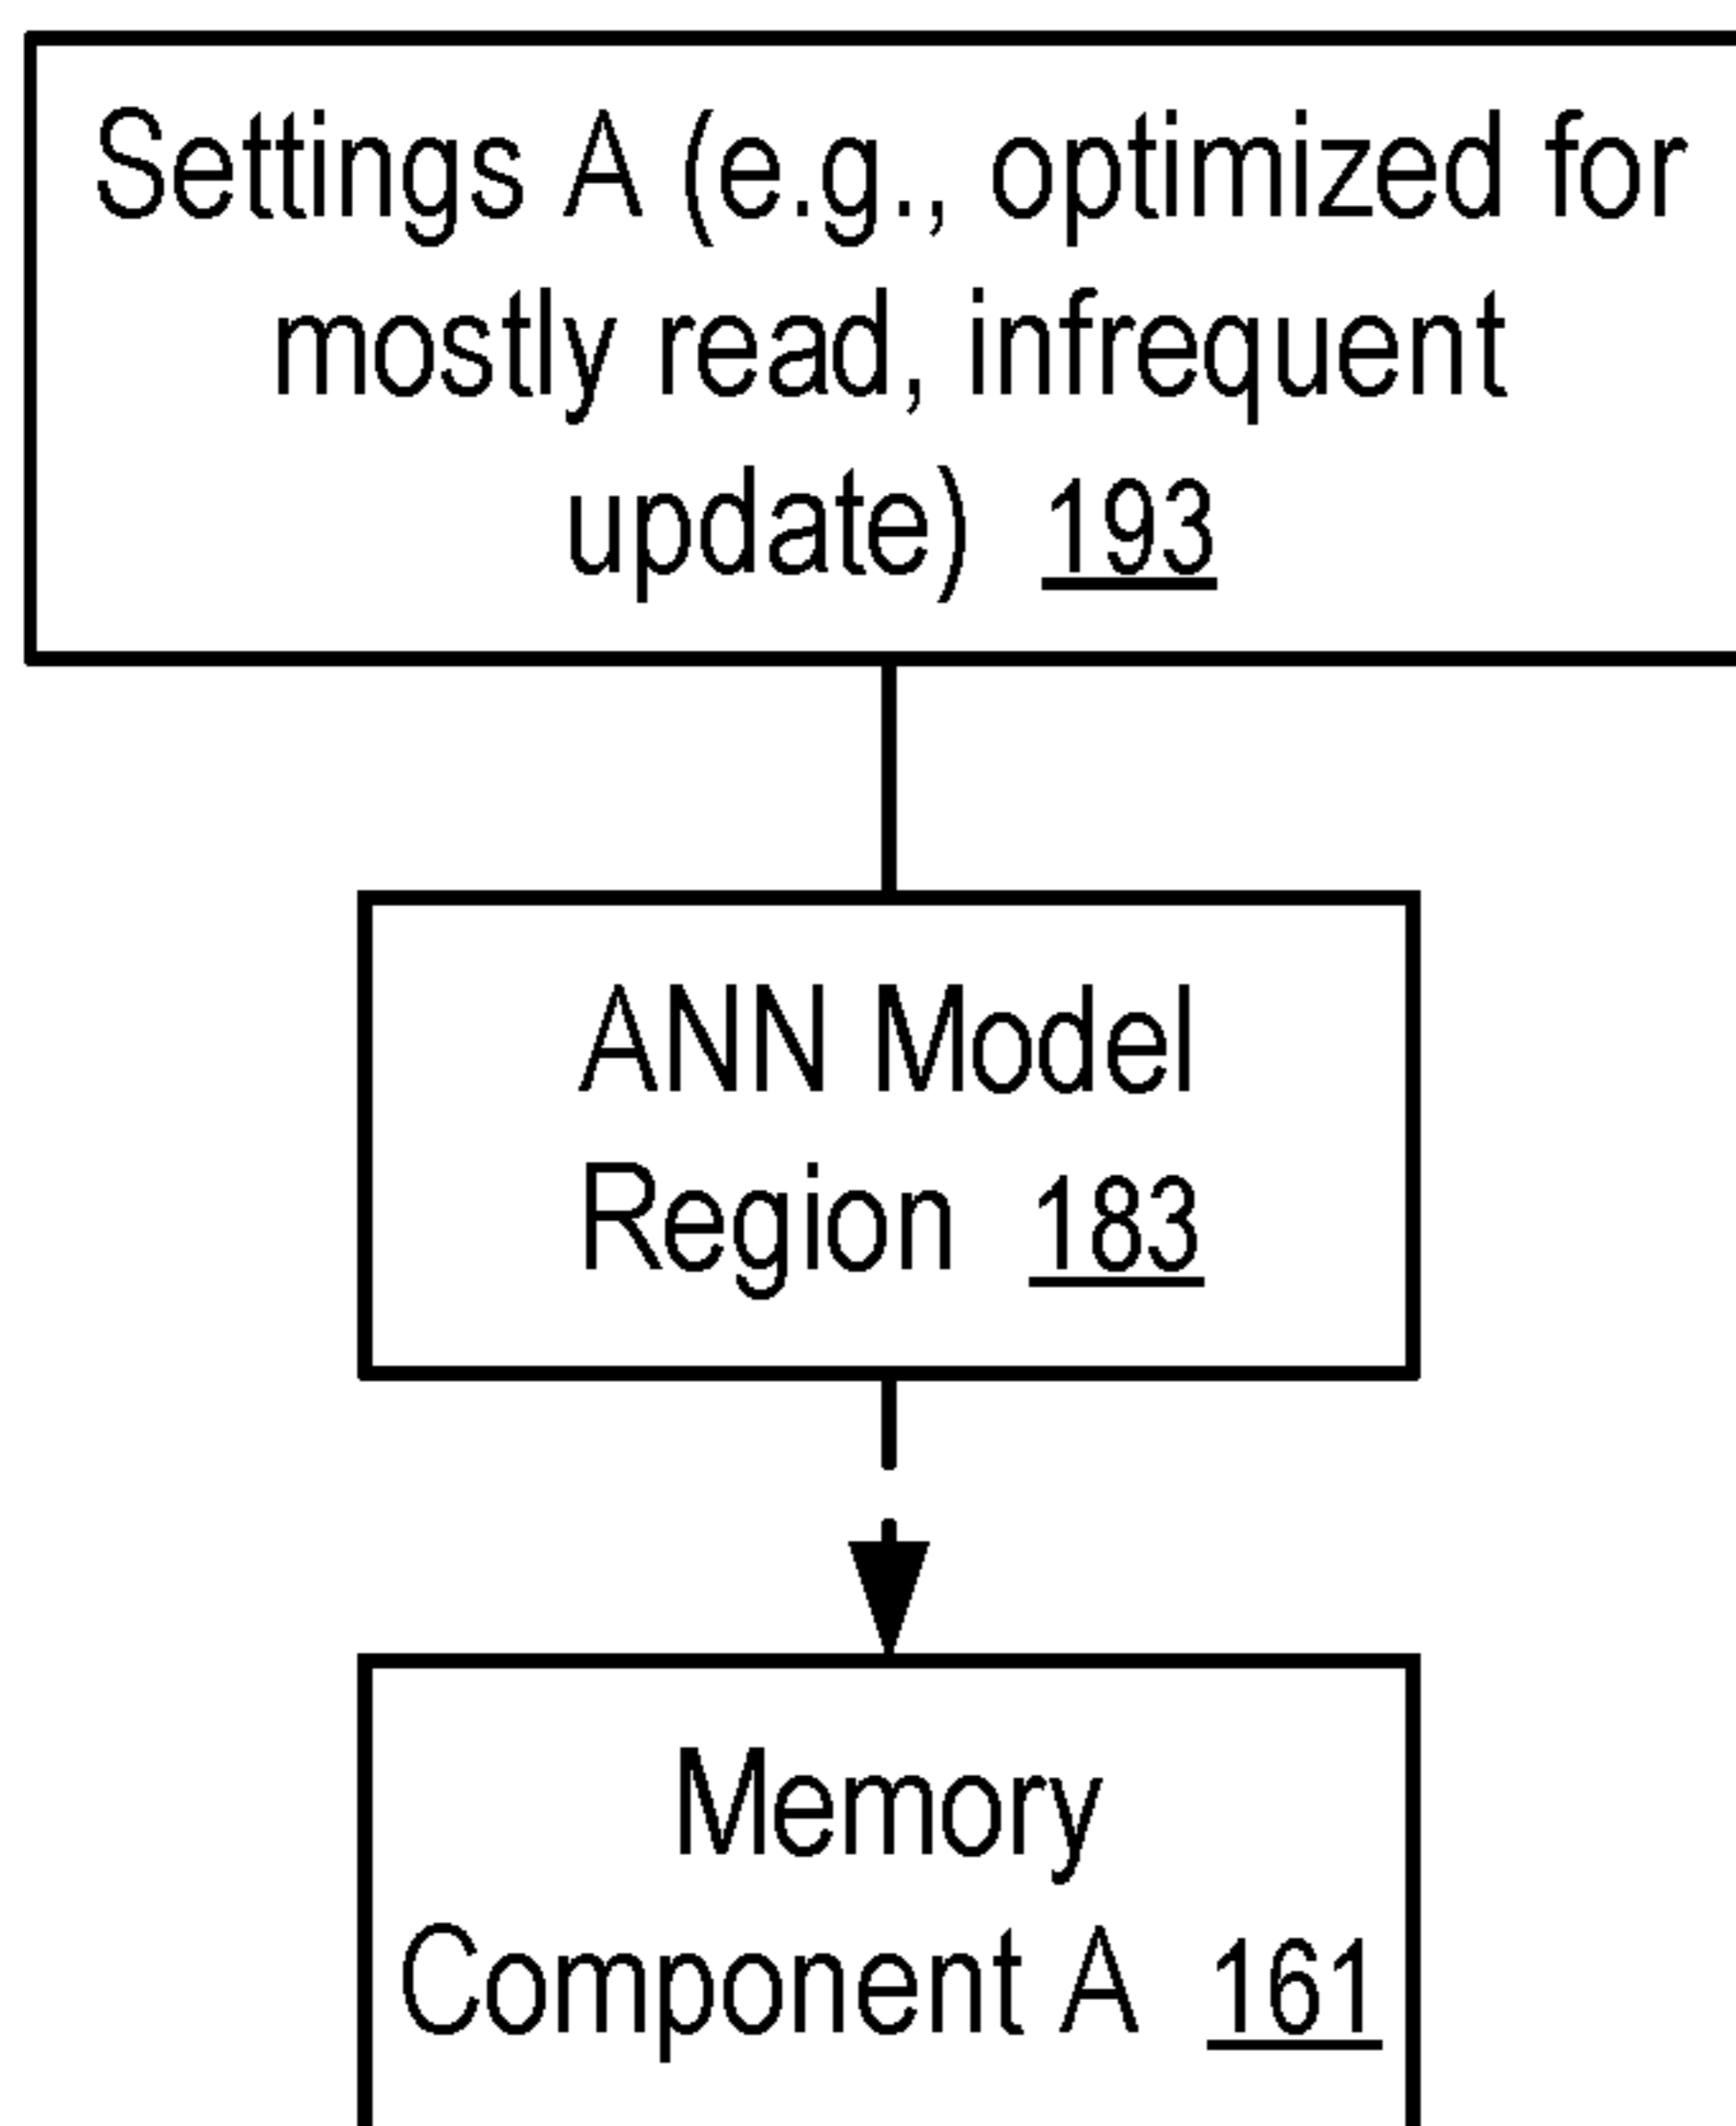 Settings A (e.g., optimized for
mostly read, infrequent
update) 193
ANN Model
Region 183
Memory
Component A 161